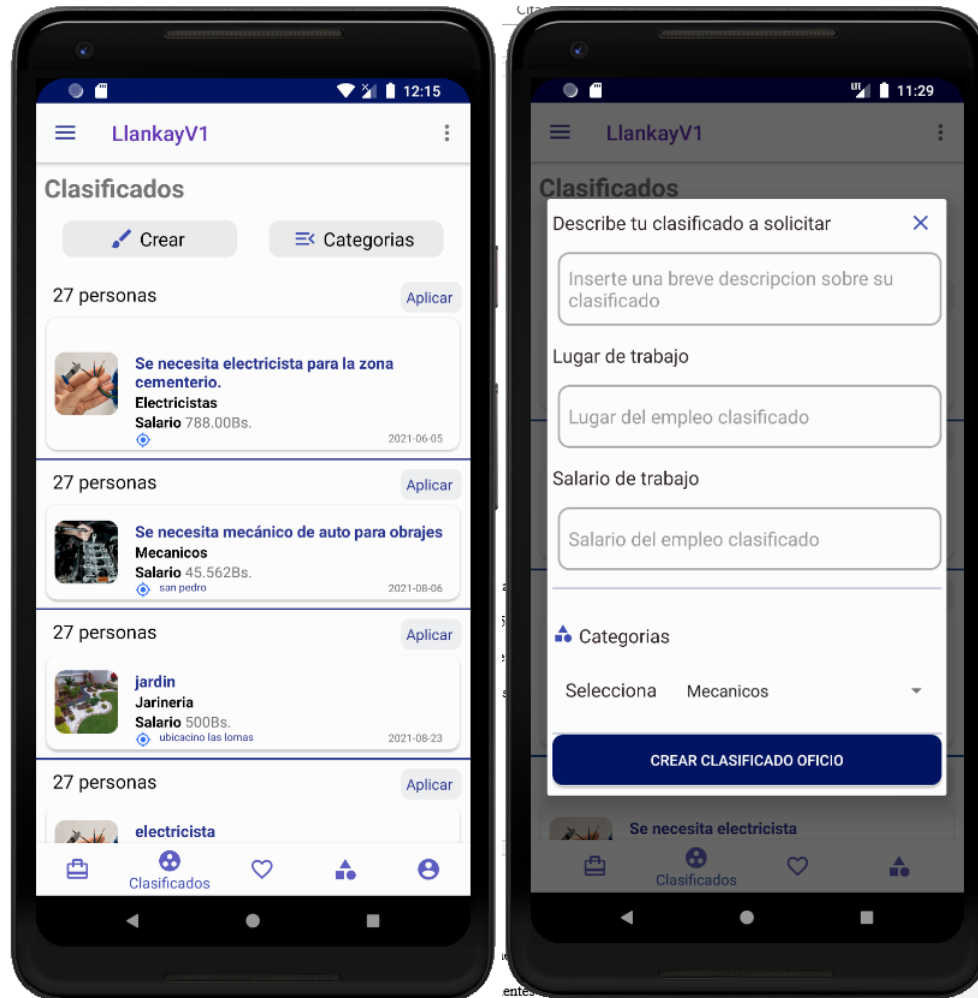 12:15
LlankayV1
Clasificados
Crear
Categorias
27 personas
Aplicar
Se necesita electricista para la zona
cementerio.
Electricistas
Salario 788.00Bs.
2021-06-05
27 personas
Aplicar
Se necesita mecánico de auto para obrajes
Mecanicos
Salario 45.562Bs.
san pedro
2021-08-06
27 personas
Aplicar
jardin
Jarineria
Salario 500Bs.
ubicacino las lomas
2021-08-23
27 personas
Aplicar
electricista
Clasificados
11:29
LlankayV1
Clasificados
Describe tu clasificado a solicitar
Inserte una breve descripcion sobre su
clasificado
Lugar de trabajo
Lugar del empleo clasificado
Salario de trabajo
Salario del empleo clasificado
Categorias
Selecciona Mecanicos
CREAR CLASIFICADO OFICIO
Se necesita electricista
Clasificados